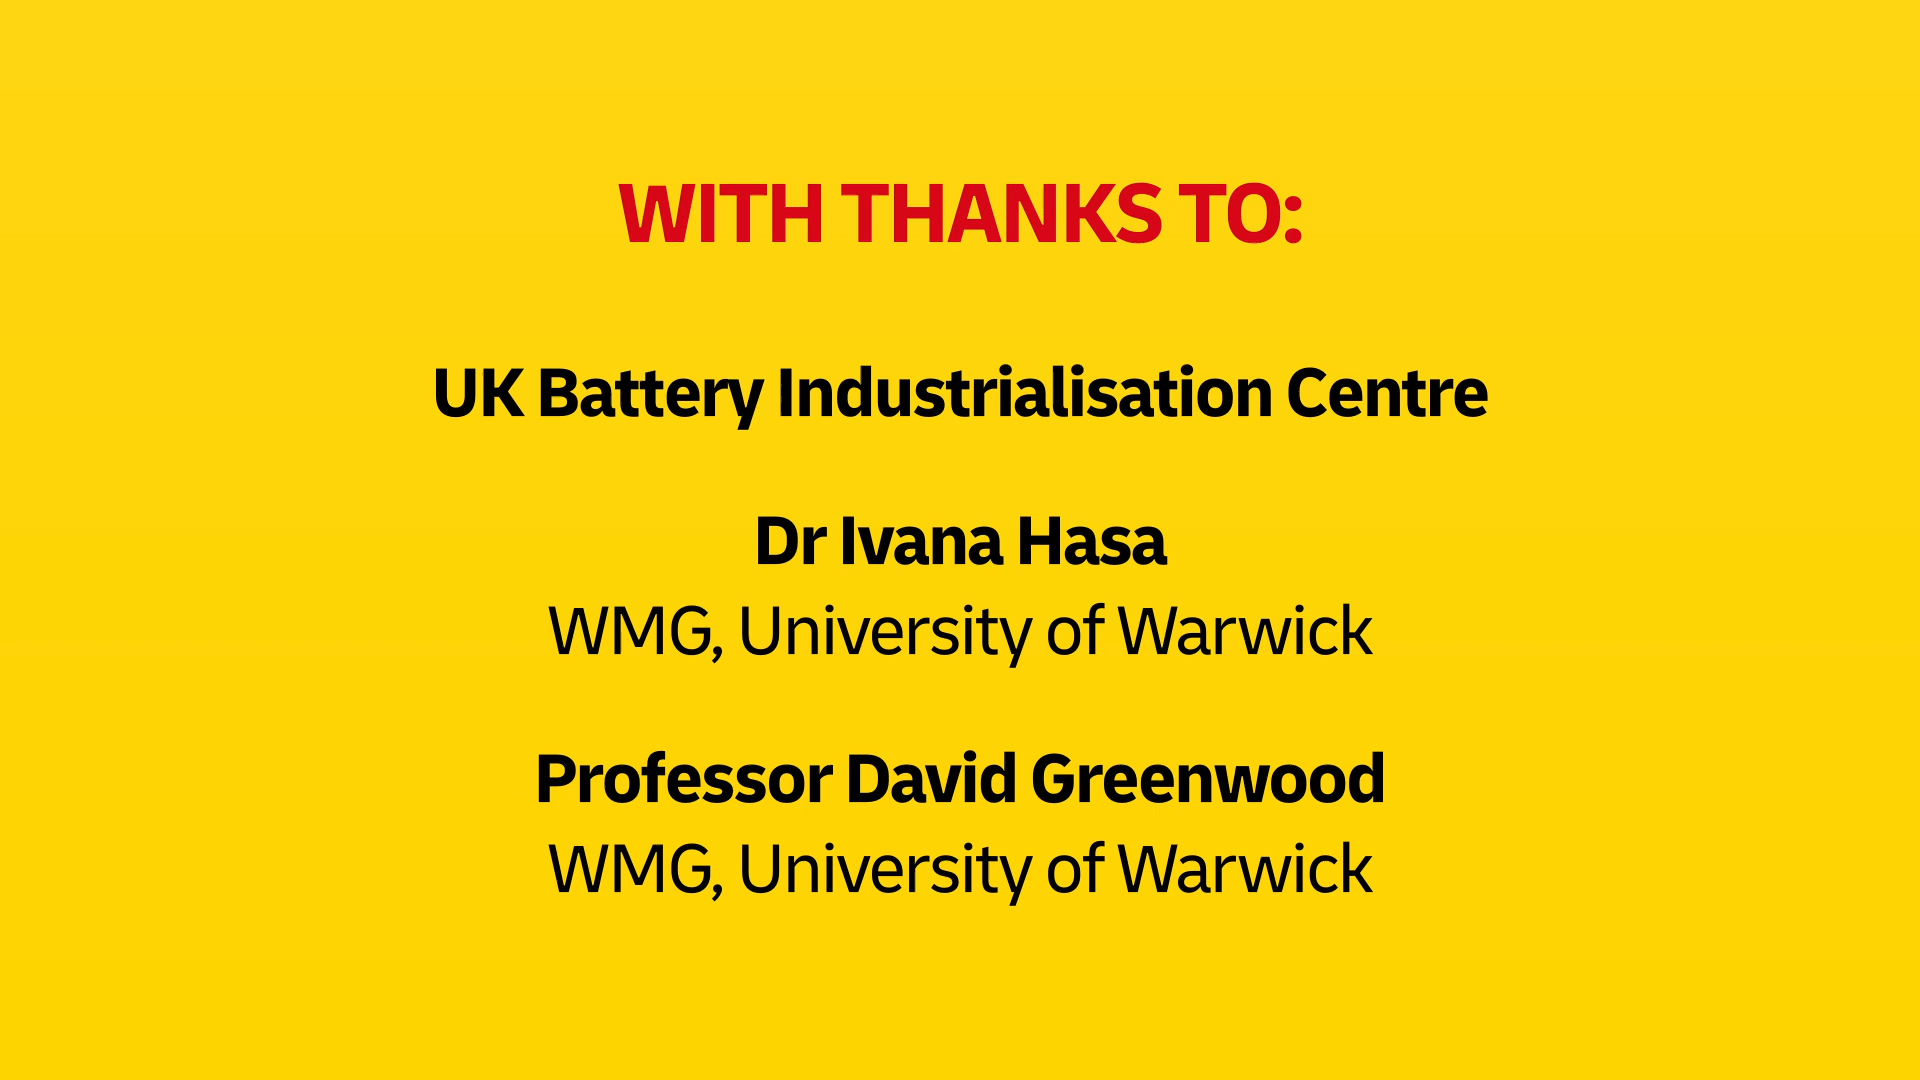 WITH THANKS TO:
UK Battery Industrialisation Centre
Dr Ivana Hasa
WMG, University of Warwick
Professor David Greenwood
WMG, University of Warwick